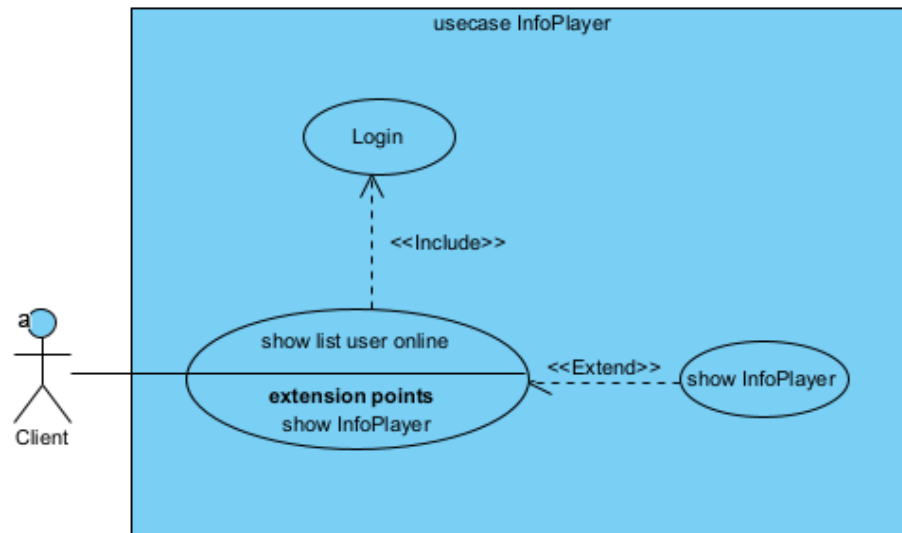 usecase InfoPlayer
Login
<<Include>>
a
show list user online
<<Extend>>
show InfoPlayer
extension points
show InfoPlayer
Client